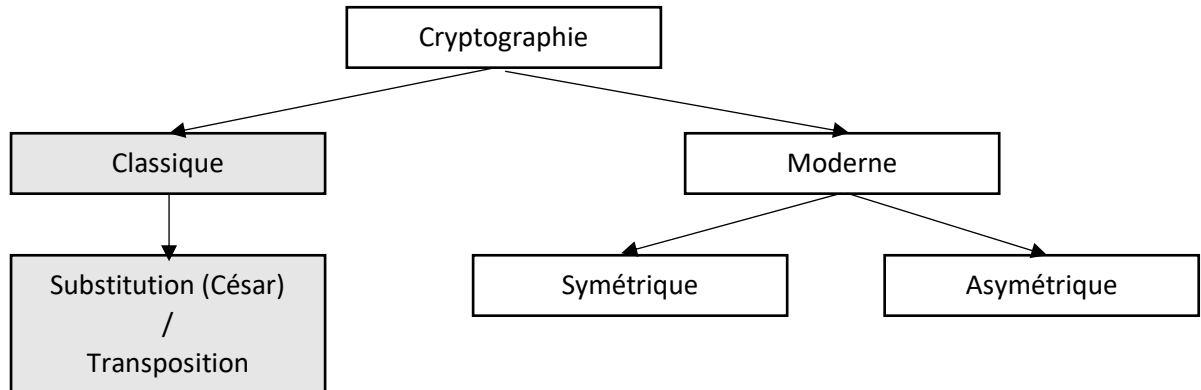 Cryptographie
Classique
Moderne
Substitution (César)
/
Transposition
Symétrique
Asymétrique